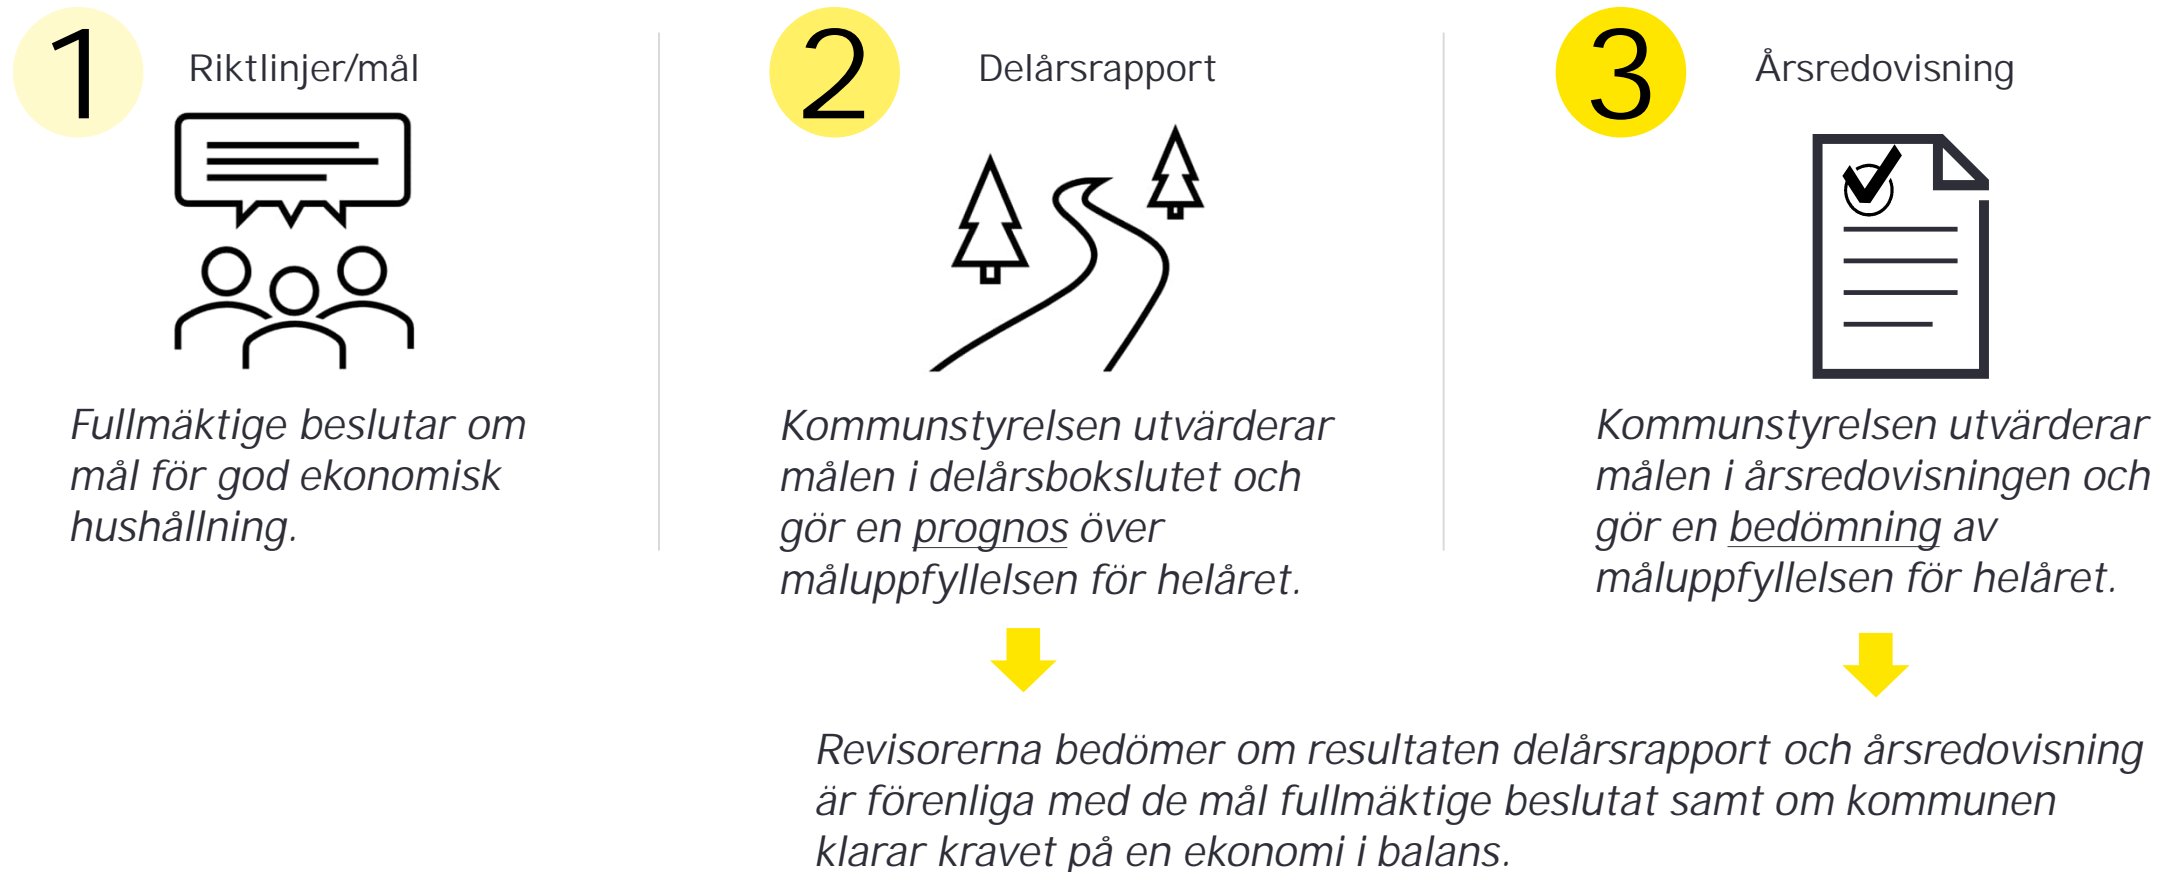 1
Riktlinjer/mål
Fullmäktige beslutar om
mål för god ekonomisk
hushållning.
2
Delårsrapport
Kommunstyrelsen utvärderar
målen i delårsbokslutet och
gör en prognos över
måluppfyllelsen för helåret.
3
Årsredovisning
Kommunstyrelsen utvärderar
målen i årsredovisningen och
gör en bedömning av
måluppfyllelsen för helåret.
Revisorerna bedömer om resultaten delårsrapport och årsredovisning
är förenliga med de mål fullmäktige beslutat samt om kommunen
klarar kravet på en ekonomi i balans.